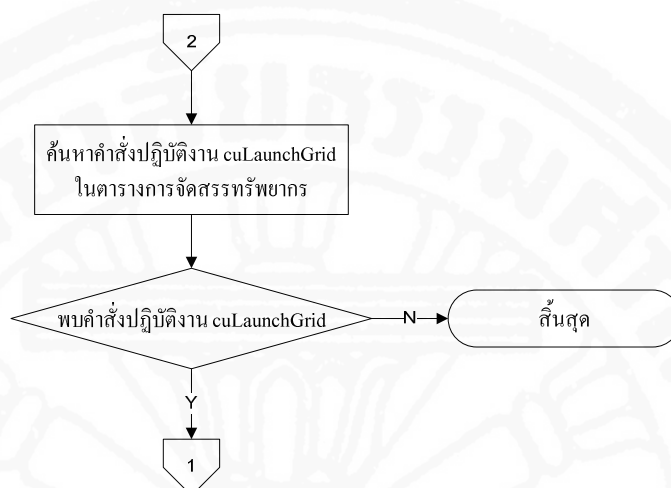 2
ค้นหาคำสั่งปฏิบัติงาน cuLaunchGrid
ในตารางการจัดสรรทรัพยากร
พบคำสั่งปฏิบัติงาน cuLaunchGrid
N
สิ้นสุด
Y
1